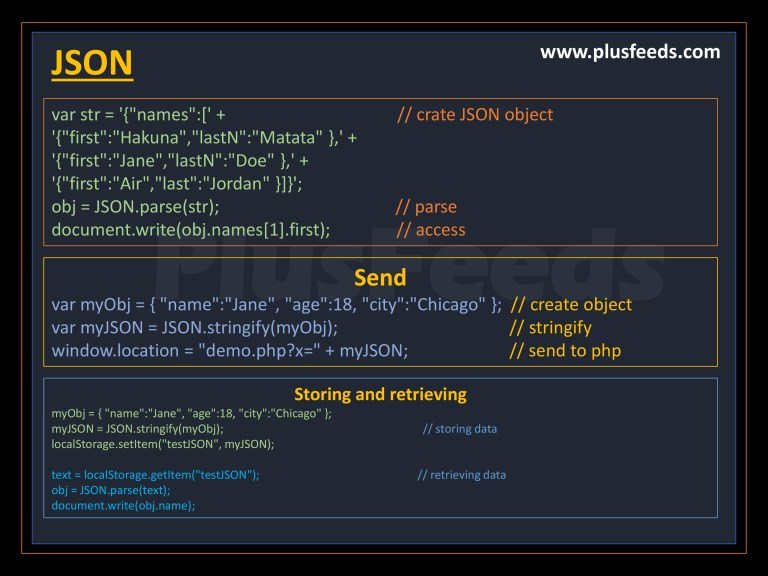 JSON
www.plusfeeds.com
var str = '{"names":[' + // crate JSON object
'{"first":"Hakuna","lastN":"Matata" },' +
'{"first":"Jane","lastN":"Doe" },' +
'{"first":"Air","last":"Jordan" }]}';
obj = JSON.parse(str); // parse
document.write(obj.names[1].first); // access
PlusFeeds
Send
var myObj = { "name":"Jane", "age":18, "city":"Chicago" }; // create object
var myJSON = JSON.stringify(myObj); // stringify
window.location = "demo.php?x=" + myJSON; // send to php
Storing and retrieving
myObj = { "name":"Jane", "age":18, "city":"Chicago" };
myJSON = JSON.stringify(myObj); // storing data
localStorage.setItem("testJSON", myJSON);
text = localStorage.getItem("testJSON"); // retrieving data
obj = JSON.parse(text);
document.write(obj.name);